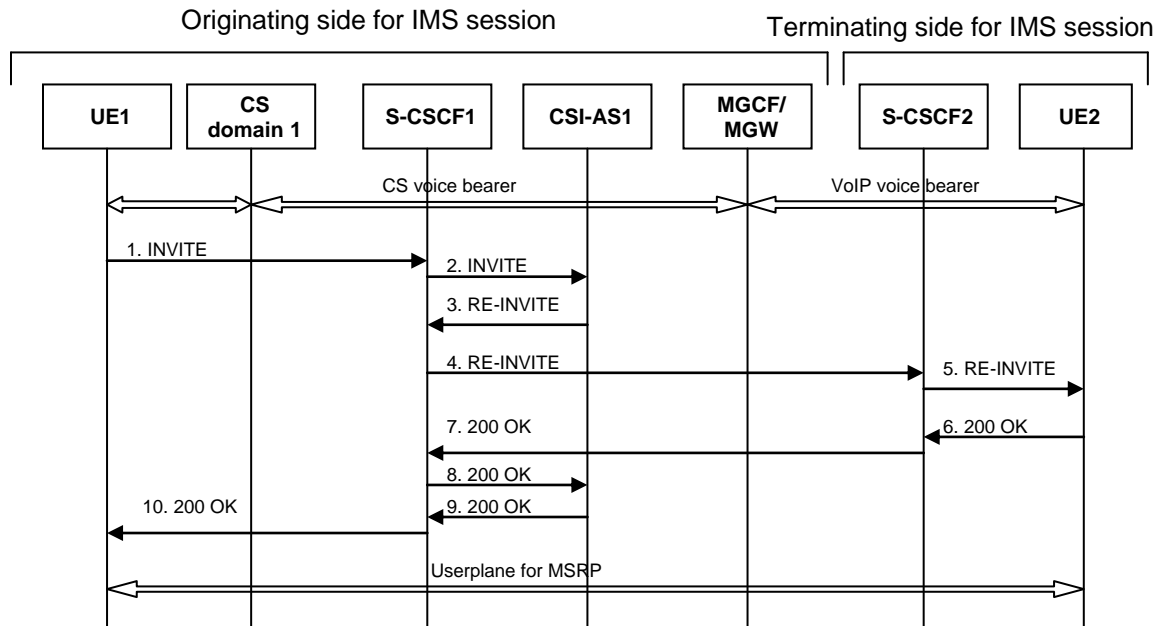 Originating side for IMS session
Terminating side for IMS session
UE1
CS
domain 1
S-CSCF1
CSI-AS1
MGCF/
MGW
S-CSCF2
UE2
CS voice bearer
VoIP voice bearer
1. INVITE
2. INVITE
3. RE-INVITE
4. RE-INVITE
5. RE-INVITE
6. 200 OK
7. 200 OK
8. 200 OK
9. 200 OK
10. 200 OK
Userplane for MSRP